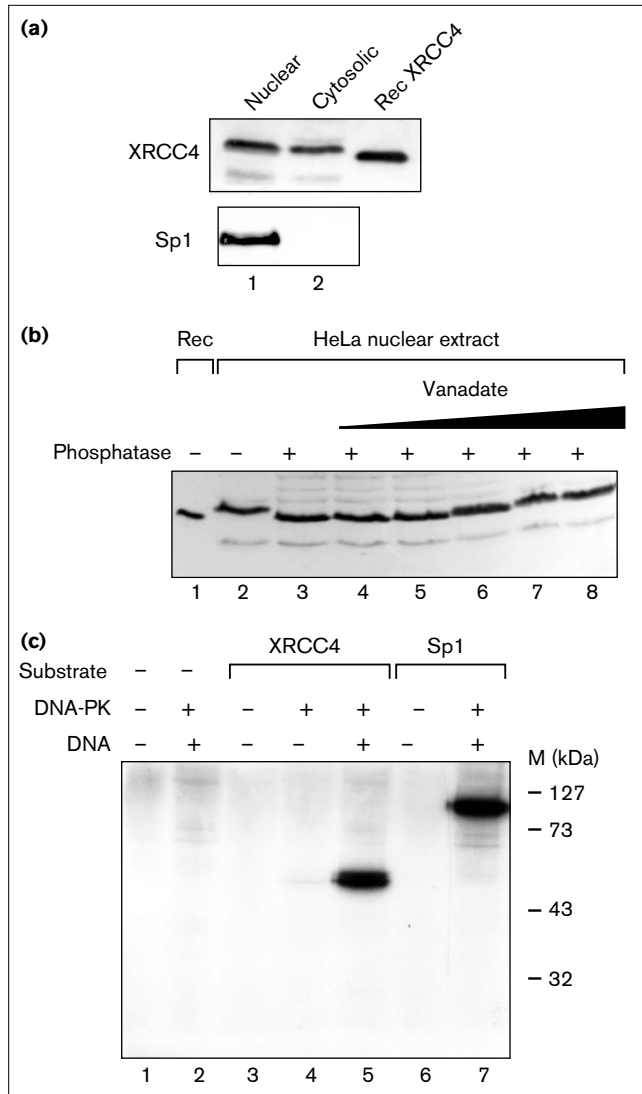 (a)
Nuclear Cytosolic Rec XRCC4
XRCC4
Sp1
1 2
(b)
Rec HeLa nuclear extract
Vanadate
Phosphatase – – + + + + + +
1 2 3 4 5 6 7 8
(c)
XRCC4 Sp1
Substrate – –
DNA-PK – + – + + – +
DNA – + – – + – +
M (kDa)
– 127
– 73
– 43
– 32
1 2 3 4 5 6 7